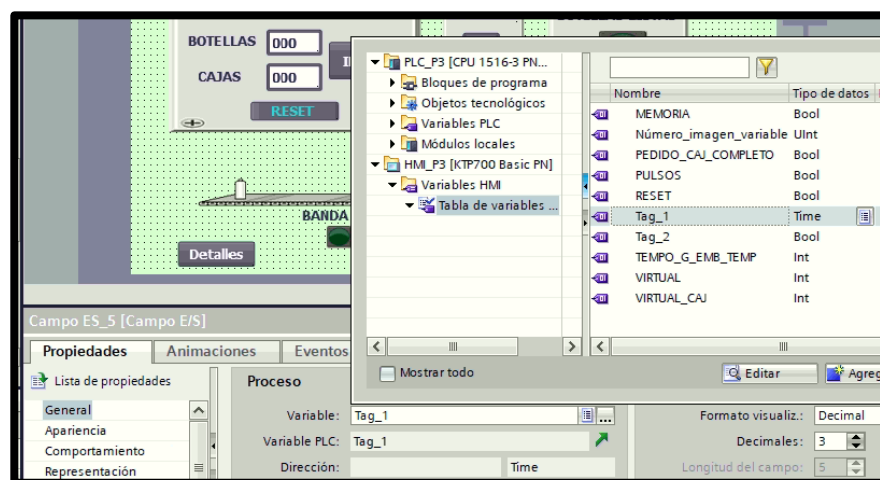 BOTELLAS 000
CAJAS 000
RESET
BANDA
Detalles
PLC_P3 [CPU 1516-3 PN...
Bloques de programa
Objetos tecnológicos
Variables PLC
Módulos locales
HMI_P3 [KTP700 Basic PN]
Variables HMI
Tabla de variables ...
Mostrar todo
Nombre Tipo de datos
MEMORIA Bool
Número_imagen_variable UInt
PEDIDO_CAJ_COMPLETO Bool
PULSOS Bool
RESET Bool
Tag_1 Time
Tag_2 Bool
TEMPO_G_EMB_TEMP Int
VIRTUAL Int
VIRTUAL_CAJ Int
Editar Agreg
Campo ES_5 [Campo E/S]
Propiedades Animaciones Eventos
Lista de propiedades
General
Apariencia
Comportamiento
Representación
Proceso
Variable: Tag_1 ...
Variable PLC: Tag_1
Dirección: Time
Formato visualiz.: Decimal
Decimales: 3
Longitud del campo: 5